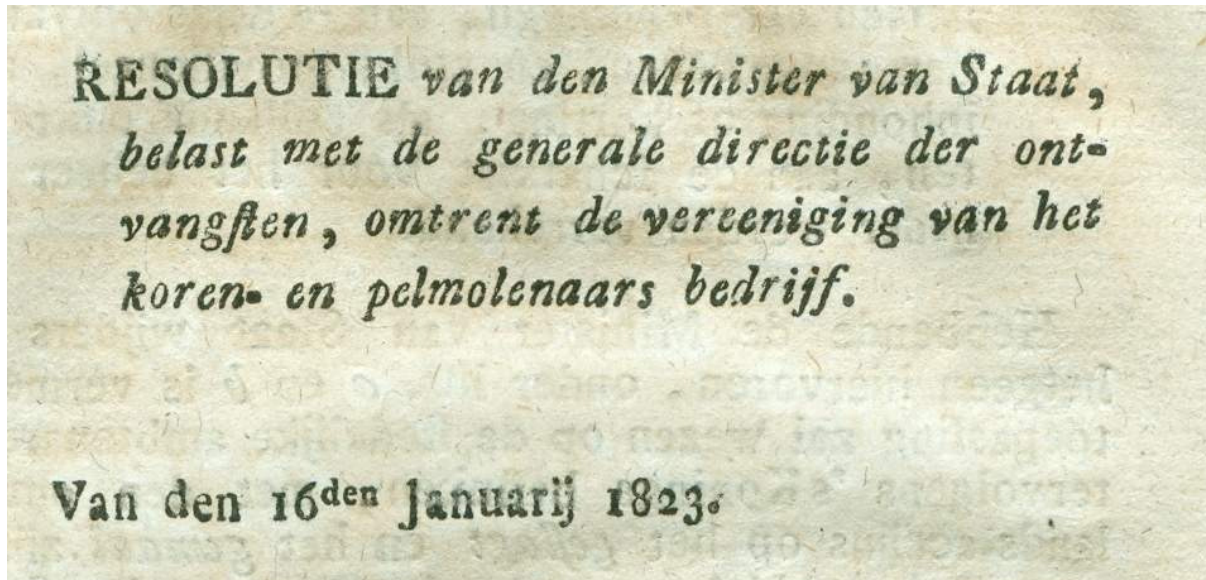 RESOLUTIE van den Minister van Staat,
belast met de generale directie der ont-
vangſten, omtrent de vereeniging van het
koren- en pelmolenaars bedrijf.
Van den 16den Januarij 1823.